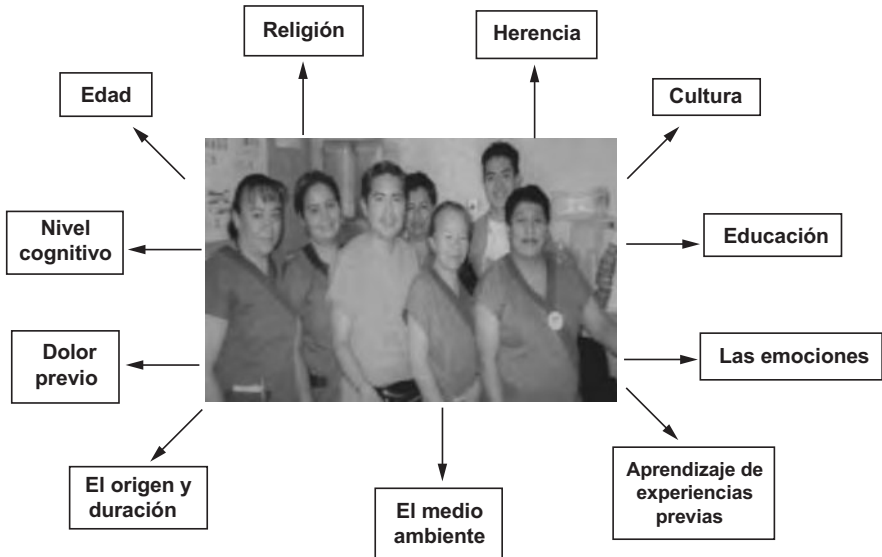 Religión
Herencia
Edad
Cultura
Nivel
cognitivo
Educación
Dolor
previo
Las emociones
El origen y
duración
El medio
ambiente
Aprendizaje de
experiencias
previas